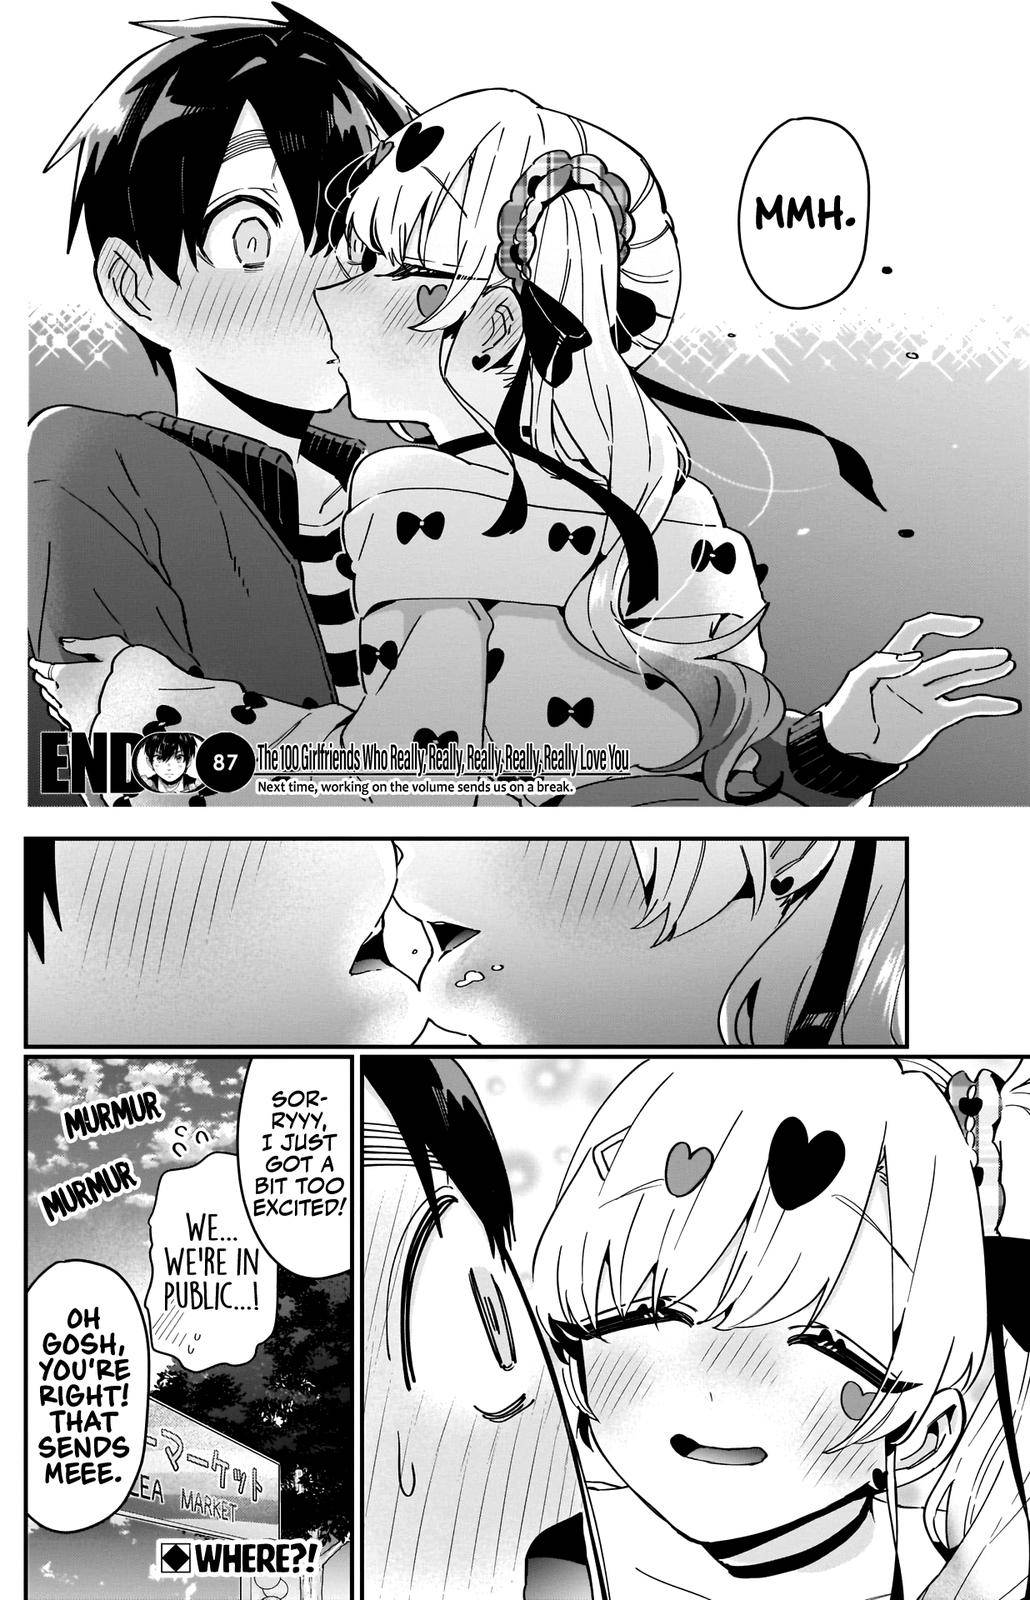 MMH.
END
87
The 100 Girlfriends Who Really, Really, Really, Really, Really Love You
Next time, working on the volume sends us on a break.
SOR-
RYYY,
I JUST
GOT A
BIT TOO
EXCITED!
MURMUR
MURMUR
WE...
WE'RE IN
PUBLIC...!
OH
GOSH,
YOU'RE
RIGHT!
THAT
SENDS
MEEE.
ーマーケット
LEA MARKET
WHERE?!